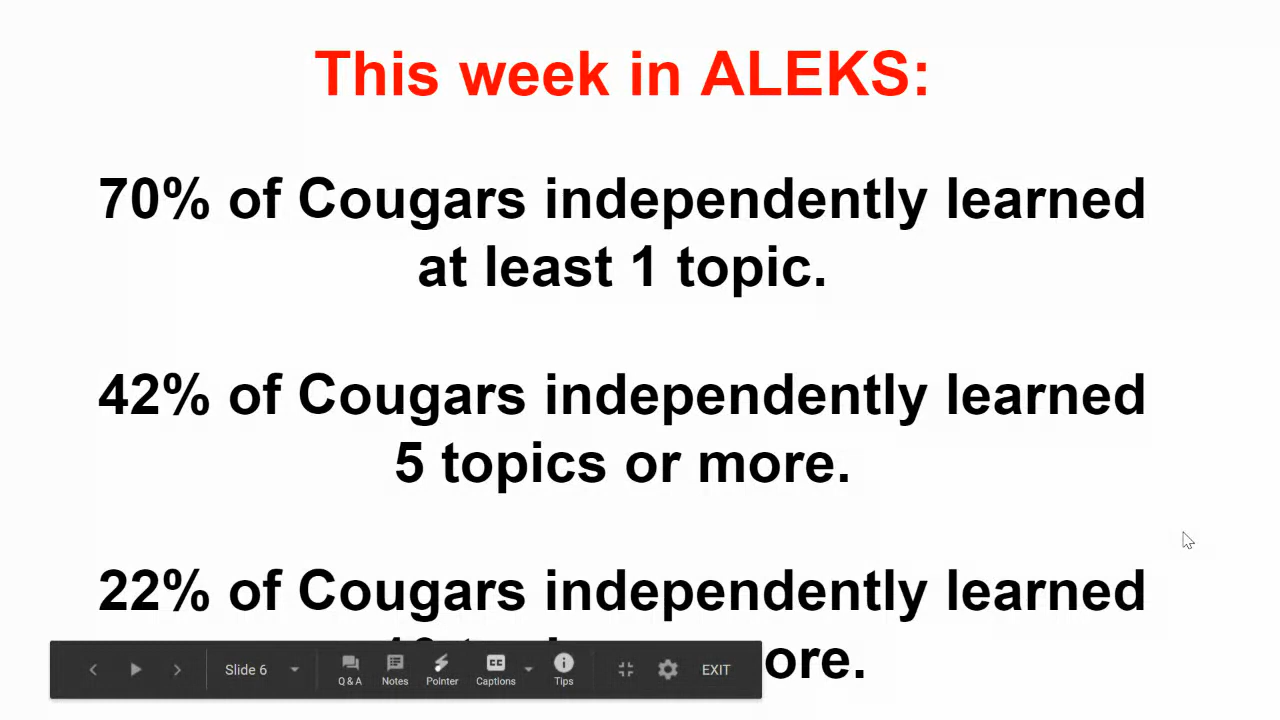 This week in ALEKS:
70% of Cougars independently learned
at least 1 topic.
42% of Cougars independently learned
5 topics or more.
22% of Cougars independently learned
Slide 6
Q & A
Notes
Pointer
CC
Captions
Tips
EXIT